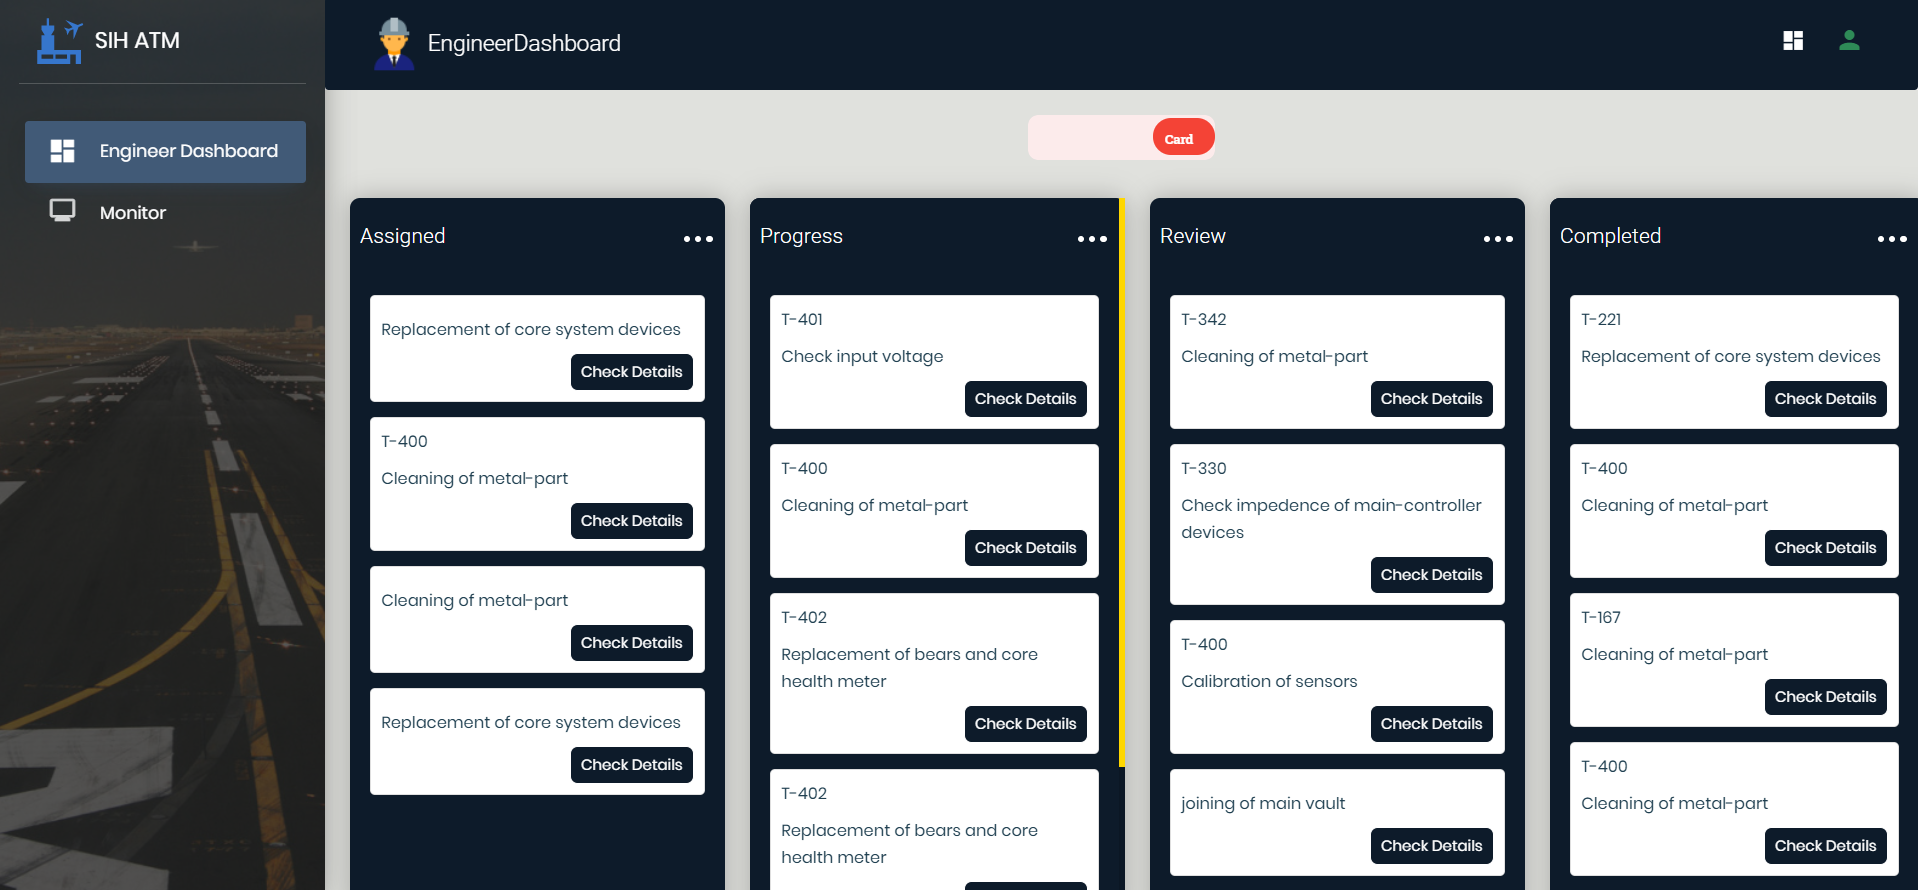 SIH ATM
Engineer Dashboard
Monitor
EngineerDashboard
Card
Assigned
Replacement of core system devices
Check Details
T-400
Cleaning of metal-part
Check Details
Cleaning of metal-part
Check Details
Replacement of core system devices
Check Details
Progress
T-401
Check input voltage
Check Details
T-400
Cleaning of metal-part
Check Details
T-402
Replacement of bears and core
health meter
Check Details
T-402
Replacement of bears and core
health meter
Review
T-342
Cleaning of metal-part
Check Details
T-330
Check impedence of main-controller
devices
Check Details
T-400
Calibration of sensors
Check Details
joining of main vault
Check Details
Completed
T-221
Replacement of core system devices
Check Details
T-400
Cleaning of metal-part
Check Details
T-167
Cleaning of metal-part
Check Details
T-400
Cleaning of metal-part
Check Details